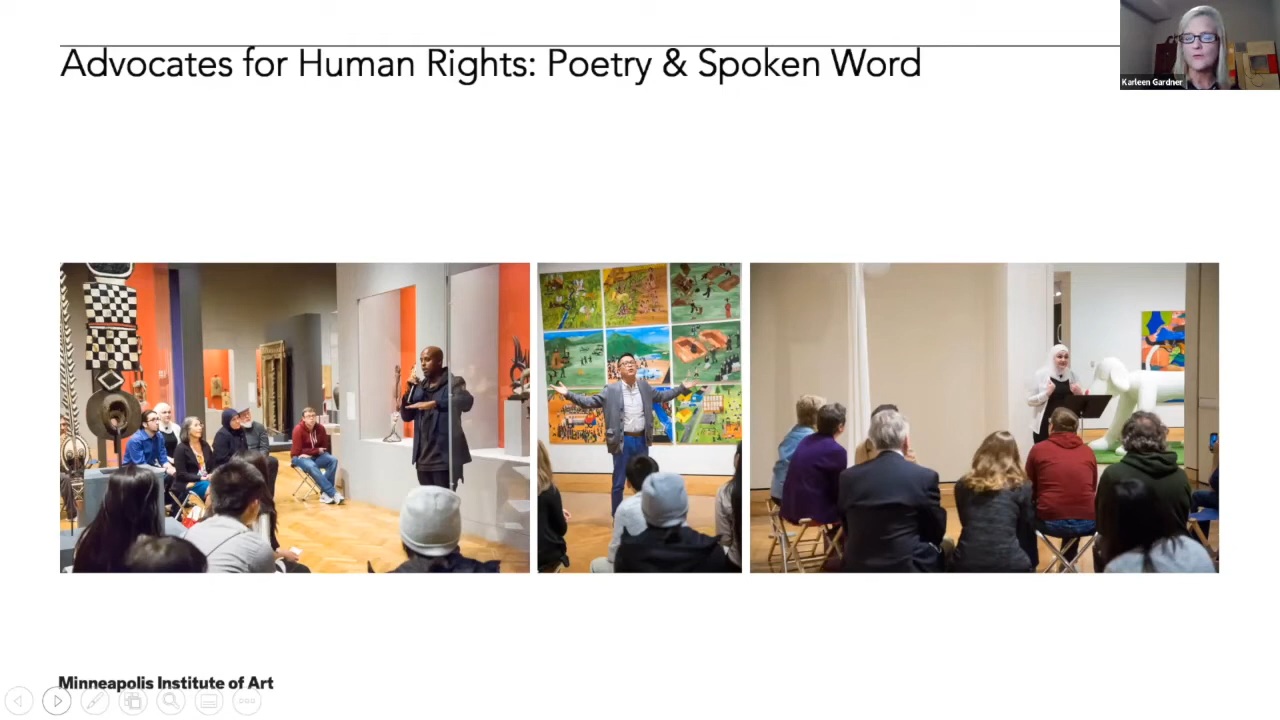 Advocates for Human Rights: Poetry & Spoken Word
Karleen Gardner
Minneapolis Institute of Art